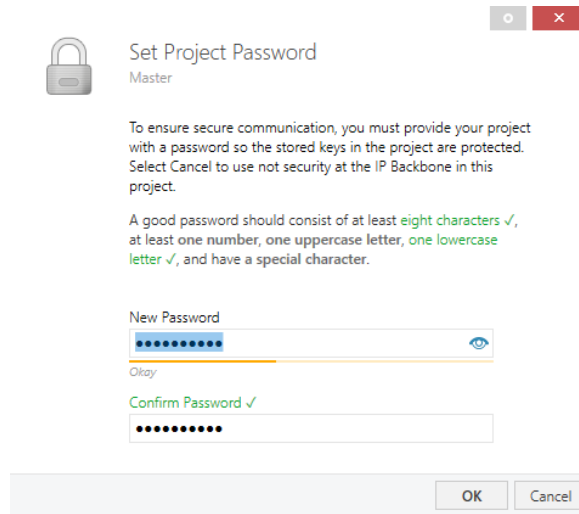 Set Project Password
Master
To ensure secure communication, you must provide your project
with a password so the stored keys in the project are protected.
Select Cancel to use not security at the IP Backbone in this
project.
A good password should consist of at least eight characters ✓,
at least one number, one uppercase letter, one lowercase
letter ✓, and have a special character.
New Password
••••••••••
Okay
Confirm Password ✓
••••••••••
OK
Cancel